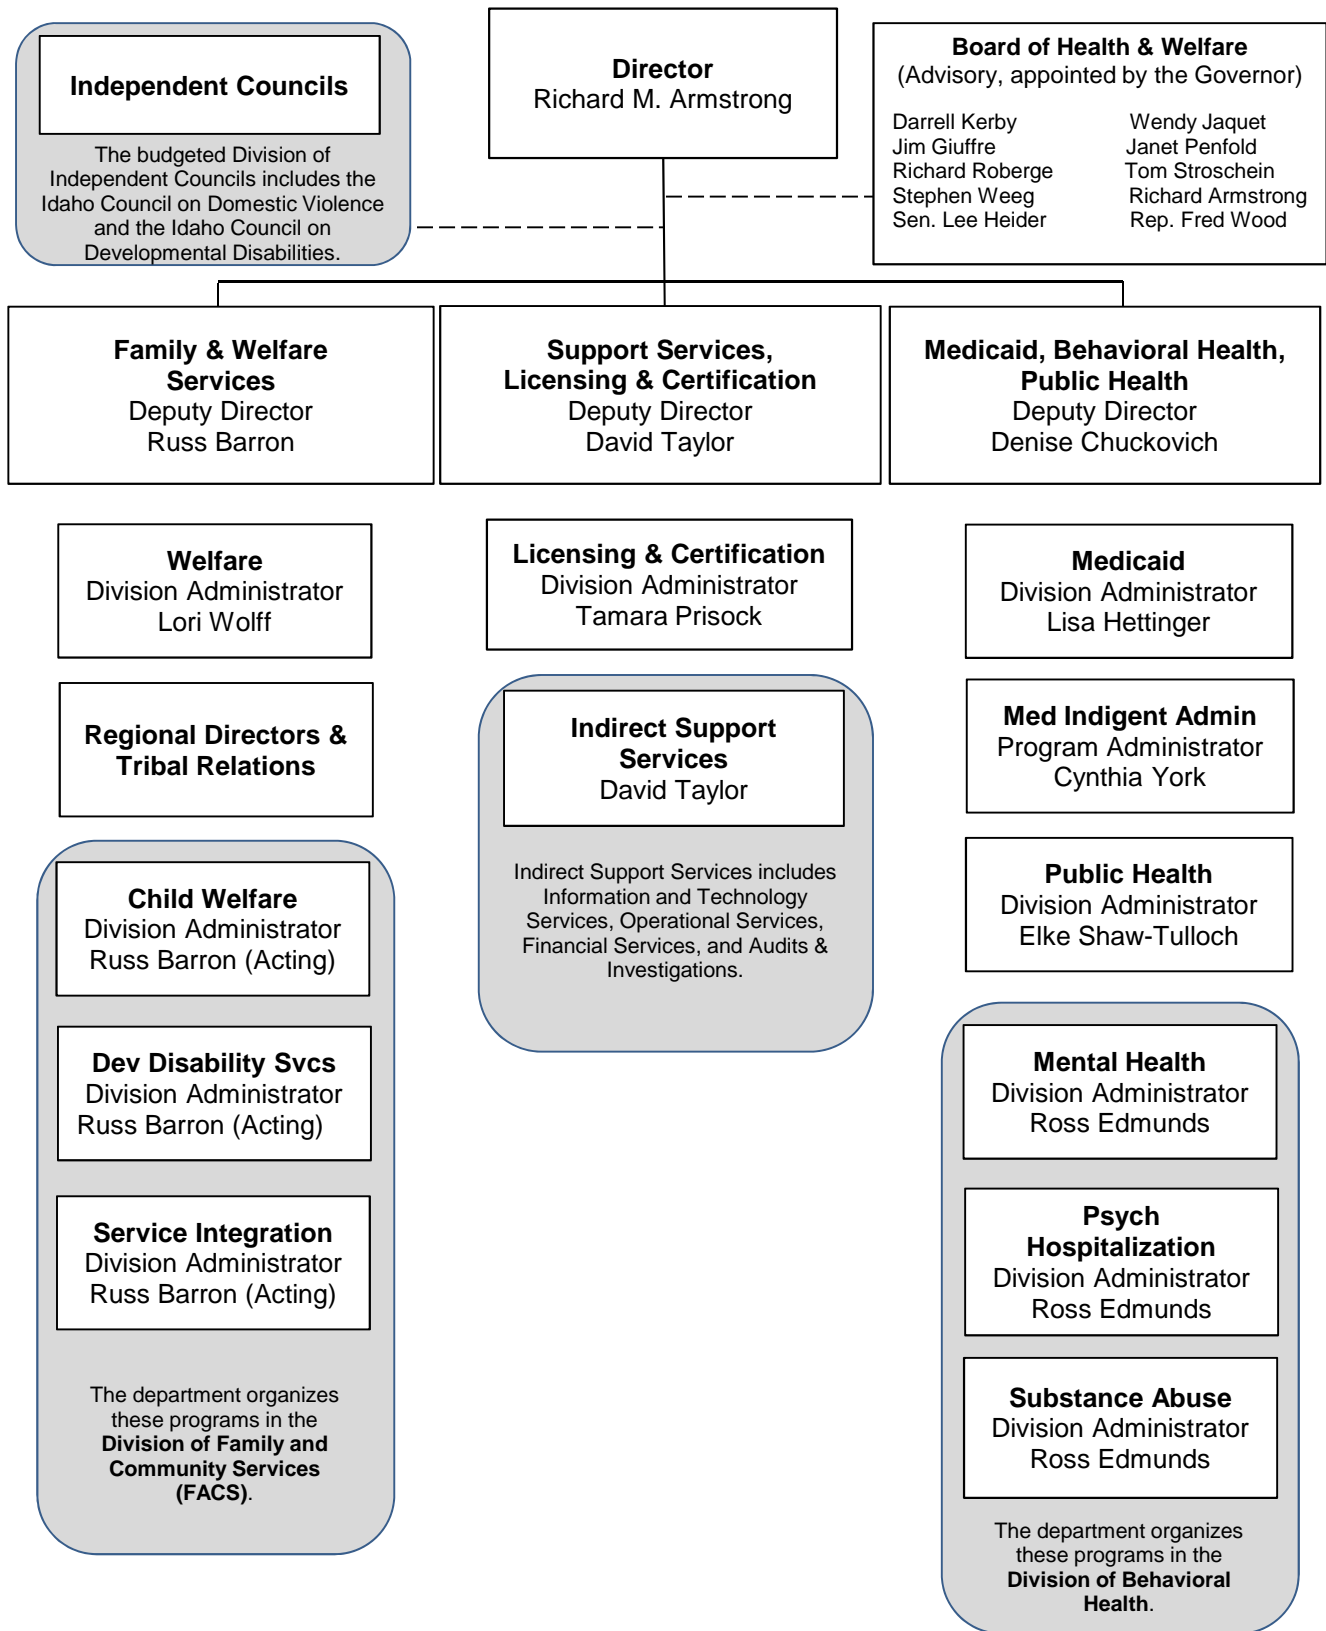 Independent Councils
The budgeted Division of
Independent Councils includes the
Idaho Council on Domestic Violence
and the Idaho Council on
Developmental Disabilities.
Director
Richard M. Armstrong
Board of Health & Welfare
(Advisory, appointed by the Governor)
Darrell Kerby Wendy Jaquet
Jim Giuffre Janet Penfold
Richard Roberge Tom Stroschein
Stephen Weeg Richard Armstrong
Sen. Lee Heider Rep. Fred Wood
Family & Welfare
Services
Deputy Director
Russ Barron
Support Services,
Licensing & Certification
Deputy Director
David Taylor
Medicaid, Behavioral Health,
Public Health
Deputy Director
Denise Chuckovich
Welfare
Division Administrator
Lori Wolff
Regional Directors &
Tribal Relations
Child Welfare
Division Administrator
Russ Barron (Acting)
Dev Disability Svcs
Division Administrator
Russ Barron (Acting)
Service Integration
Division Administrator
Russ Barron (Acting)
The department organizes
these programs in the
Division of Family and
Community Services
(FACS).
Licensing & Certification
Division Administrator
Tamara Prisock
Indirect Support
Services
David Taylor
Indirect Support Services includes
Information and Technology
Services, Operational Services,
Financial Services, and Audits &
Investigations.
Medicaid
Division Administrator
Lisa Hettinger
Med Indigent Admin
Program Administrator
Cynthia York
Public Health
Division Administrator
Elke Shaw-Tulloch
Mental Health
Division Administrator
Ross Edmunds
Psych
Hospitalization
Division Administrator
Ross Edmunds
Substance Abuse
Division Administrator
Ross Edmunds
The department organizes
these programs in the
Division of Behavioral
Health.